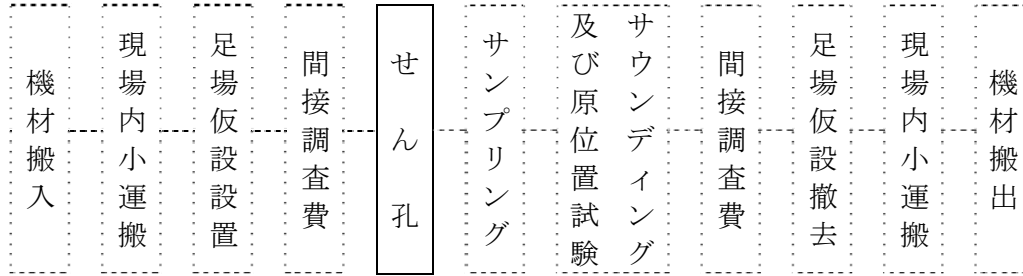 機材搬入
現場内小運搬
足場仮設設置
間接調査費
せん孔
サンプリング
サウンディング
及び原位置試験
間接調査費
足場仮設撤去
現場内小運搬
機材搬出